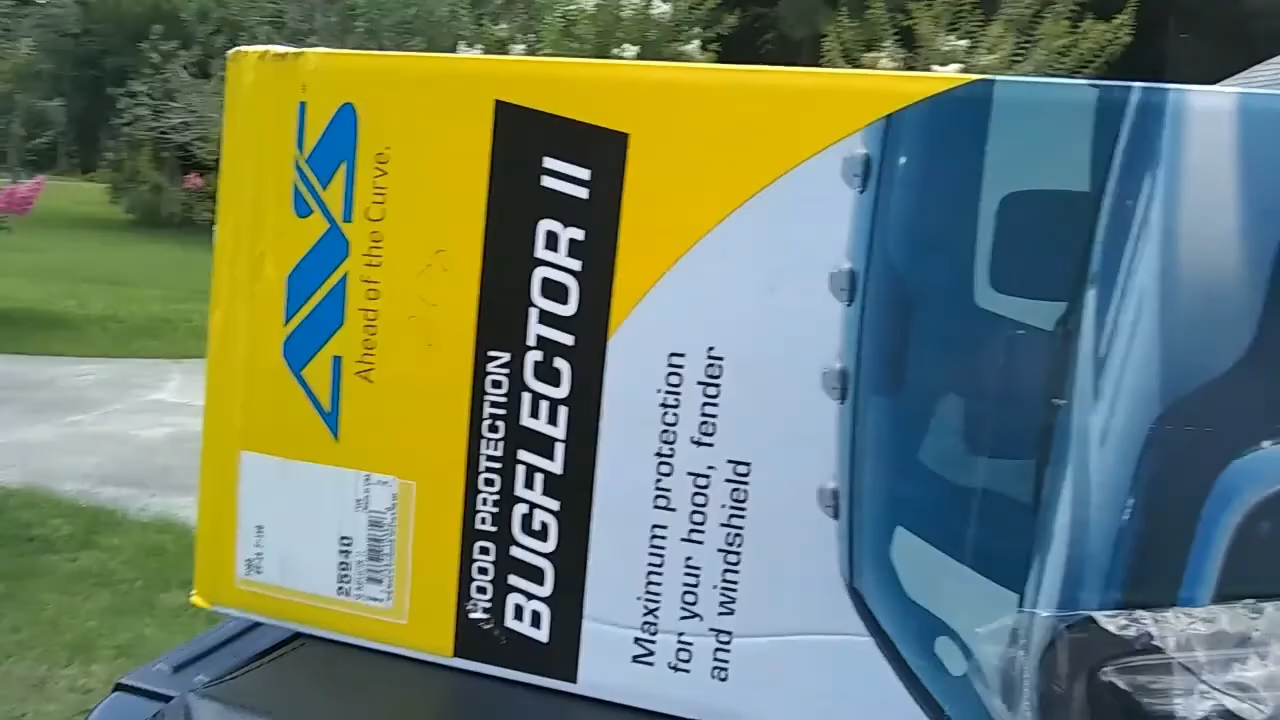 AVS
Ahead of the Curve.
HOOD PROTECTION
BUGFLECTOR II
Maximum protection
for your hood, fender
and windshield
25940